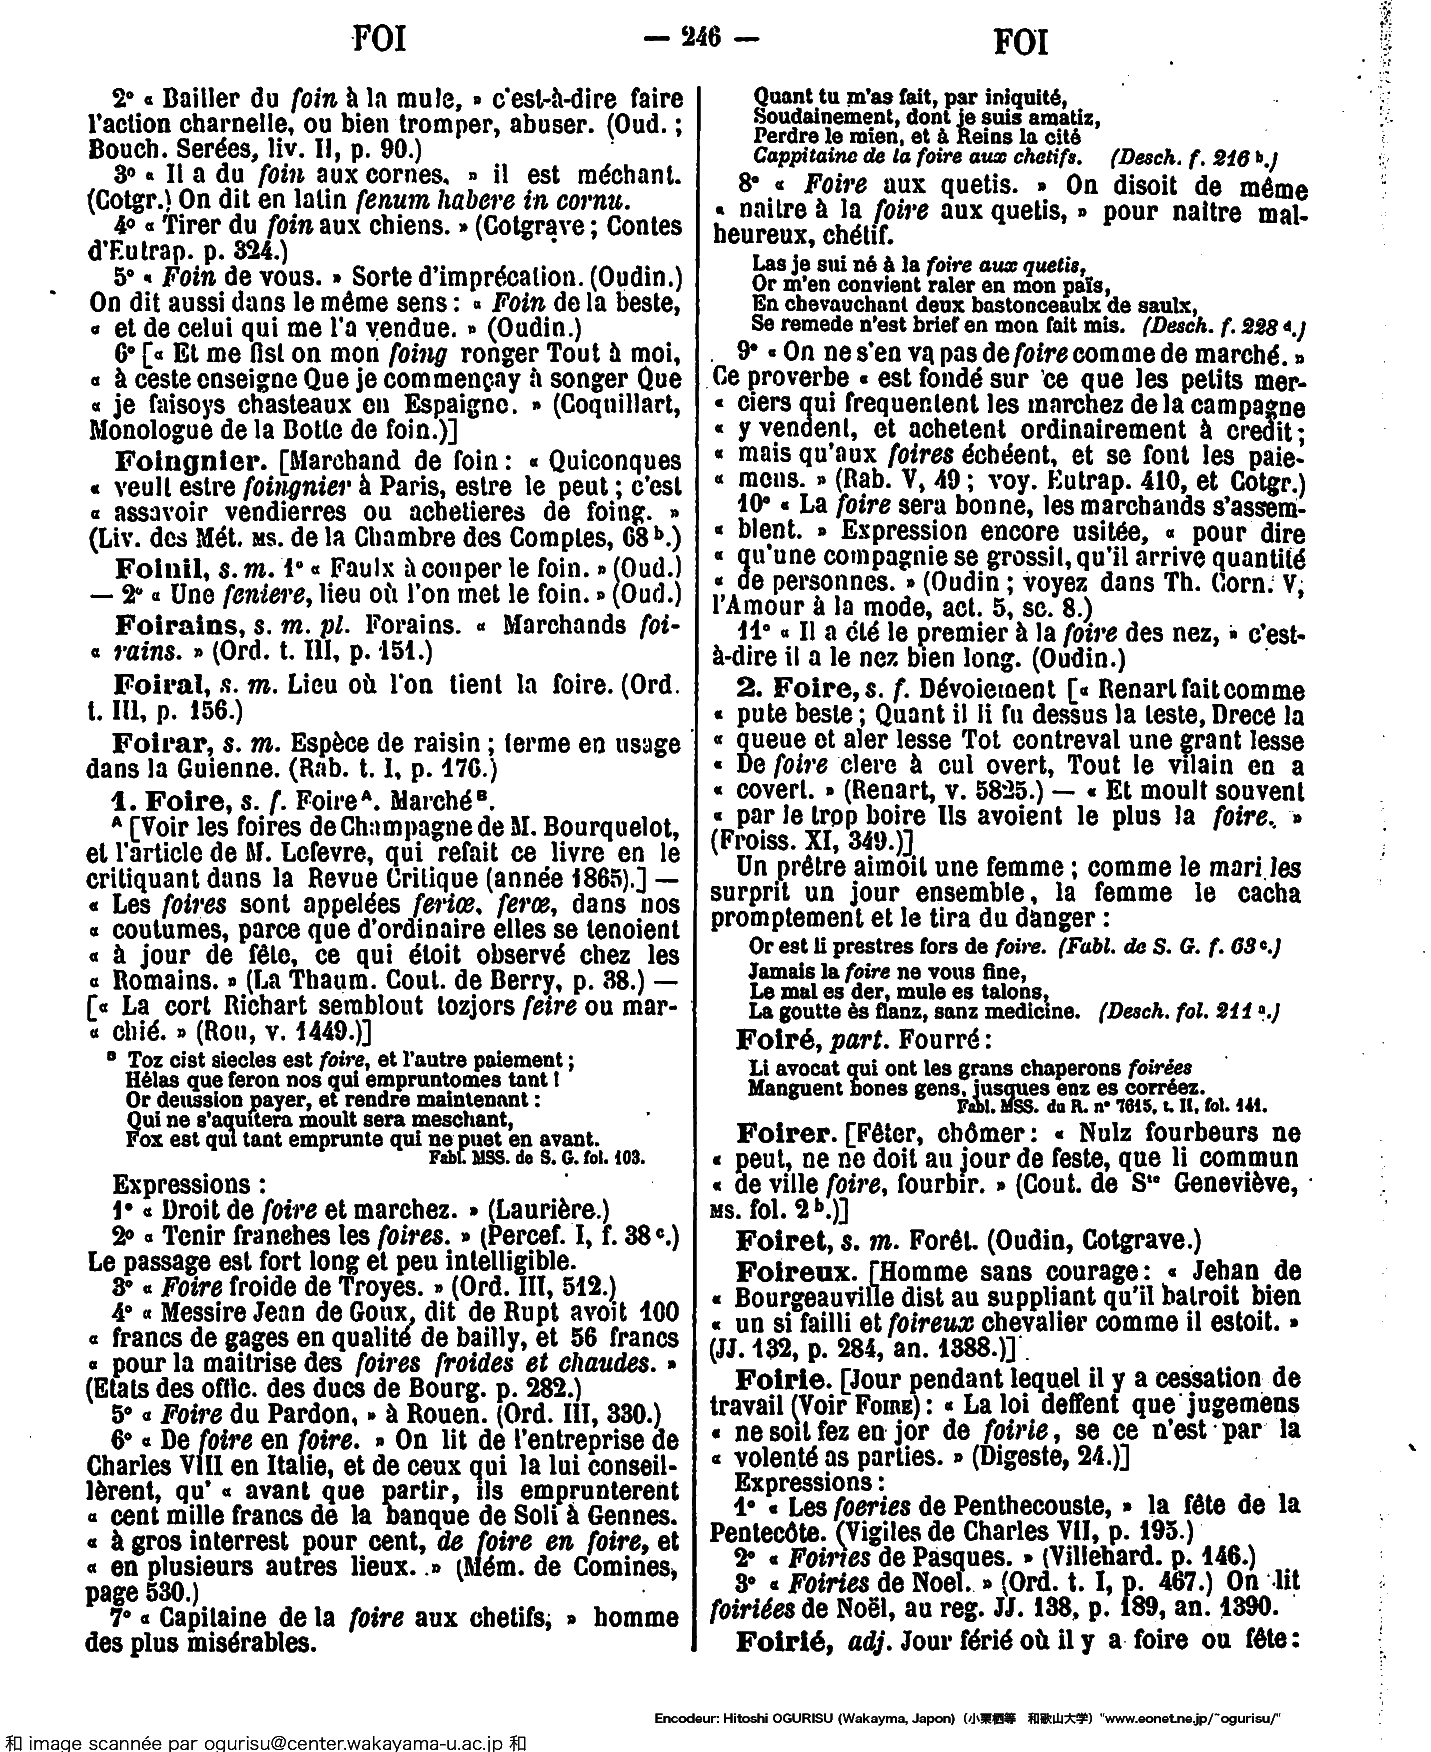 FOI — 246 — FOI
2° « Bailler du foin à la mule, » c'est-à-dire faire
l'action charnelle, ou bien tromper, abuser. (Oud. ;
Bouch. Serées, liv. II, p. 90.)
3° « Il a du foin aux cornes, » il est méchant.
(Cotgr.) On dit en latin fenum habere in cornu.
4° « Tirer du foin aux chiens. » (Cotgrave ; Contes
d'Eutrap. p. 324.)
5° « Foin de vous. » Sorte d'imprécation. (Oudin.)
On dit aussi dans le même sens : « Foin de la beste,
« et de celui qui me l'a vendue. » (Oudin.)
6° [« Et me fist on mon foing ronger Tout à moi,
« à ceste enseigne Que je commençay à songer Que
« je faisoys chasteaux en Espaigne. » (Coquillart,
Monologue de la Botte de foin.)]
Foingnier. [Marchand de foin : « Quiconques
« veult estre foingnier à Paris, estre le peut ; c'est
« assavoir vendierres ou achetieres de foing. »
(Liv. des Mét. MS. de la Chambre des Comptes, 68 b.)
Foinil, s. m. 1° « Faulx à couper le foin. » (Oud.)
— 2° « Une feniere, lieu où l'on met le foin. » (Oud.)
Foirains, s. m. pl. Forains. « Marchands foi-
« rains. » (Ord. t. III, p. 151.)
Foiral, s. m. Lieu où l'on tient la foire. (Ord.
t. III, p. 156.)
Foirar, s. m. Espèce de raisin ; terme en usage
dans la Guienne. (Rab. t. I, p. 176.)
1. Foire, s. f. Foire A. Marché B.
A [Voir les foires de Champagne de M. Bourquelot,
et l'article de M. Lefevre, qui refait ce livre en le
critiquant dans la Revue Critique (année 1865).] —
« Les foires sont appelées feriœ, ferœ, dans nos
« coutumes, parce que d'ordinaire elles se tenoient
« à jour de fête, ce qui étoit observé chez les
« Romains. » (La Thaum. Cout. de Berry, p. 38.) —
[« La cort Richart semblout tozjors feire ou mar-
« chié. » (Rou, v. 1449.)]
B Toz cist siecles est foire, et l'autre paiement ;
Hélas que feron nos qui empruntomes tant !
Or deussion payer, et rendre maintenant :
Qui ne s'aquitera moult sera meschant,
Fox est qui tant emprunte qui ne puet en avant.
Fabl. MSS. de S. G. fol. 103.
Expressions :
1° « Droit de foire et marchez. » (Laurière.)
2° « Tenir franches les foires. » (Percef. I, f. 38 c.)
Le passage est fort long et peu intelligible.
3° « Foire froide de Troyes. » (Ord. III, 512.)
4° « Messire Jean de Goux, dit de Rupt avoit 100
« francs de gages en qualité de bailly, et 56 francs
« pour la maitrise des foires froides et chaudes. »
(Etats des offic. des ducs de Bourg. p. 282.)
5° « Foire du Pardon, » à Rouen. (Ord. III, 330.)
6° « De foire en foire. » On lit de l'entreprise de
Charles VIII en Italie, et de ceux qui la lui conseil-
lèrent, qu' « avant que partir, ils emprunterent
« cent mille francs de la banque de Soli à Gennes.
« à gros interrest pour cent, de foire en foire, et
« en plusieurs autres lieux. » (Mém. de Comines,
page 530.)
7° « Capitaine de la foire aux chetifs, » homme
des plus misérables.
Quant tu m'as fait, par iniquité,
Soudainement, dont je suis amatiz,
Perdre le mien, et à Reins la cité
Cappitaine de la foire aux chetifs. (Desch. f. 216 b.)
8° « Foire aux quetis. » On disoit de même
« naitre à la foire aux quetis, » pour naitre mal-
heureux, chétif.
Las je sui né à la foire aux quetis,
Or m'en convient raler en mon païs,
En chevauchant deux bastonceaulx de saulx,
Se remede n'est brief en mon fait mis. (Desch. f. 228 d.)
9° « On ne s'en va pas de foire comme de marché. »
Ce proverbe « est fondé sur ce que les petits mer-
« ciers qui frequentent les marchez de la campagne
« y vendent, et achetent ordinairement à credit ;
« mais qu'aux foires échéent, et se font les paie-
« mens. » (Rab. V, 49 ; voy. Eutrap. 410, et Cotgr.)
10° « La foire sera bonne, les marchands s'assem-
« blent. » Expression encore usitée, « pour dire
« qu'une compagnie se grossit, qu'il arrive quantité
« de personnes. » (Oudin ; voyez dans Th. Corn. V,
l'Amour à la mode, act. 5, sc. 8.)
11° « Il a été le premier à la foire des nez, » c'est-
à-dire il a le nez bien long. (Oudin.)
2. Foire, s. f. Dévoiement [« Renart fait comme
« pute beste ; Quant il li fu dessus la teste, Drece la
« queue et aler lesse Tot contreval une grant lesse
« De foire clere à cul overt, Tout le vilain en a
« covert. » (Renart, v. 5825.) — « Et moult souvent
« par le trop boire Ils avoient le plus la foire. »
(Froiss. XI, 349.)]
Un prêtre aimoit une femme ; comme le mari les
surprit un jour ensemble, la femme le cacha
promptement et le tira du danger :
Or est li prestres fors de foire. (Fabl. de S. G. f. 63 c.)
Jamais la foire ne vous fine,
Le mal es der, mule es talons,
La goutte ès flanz, sanz medicine. (Desch. fol. 211 a.)
Foiré, part. Fourré :
Li avocat qui ont les grans chaperons foirées
Manguent bones gens, jusques enz es corréez.
Fabl. MSS. du R. n° 7615, t. II, fol. 141.
Foirer. [Fêter, chômer : « Nulz fourbeurs ne
« peut, ne ne doit au jour de feste, que li commun
« de ville foire, fourbir. » (Cout. de Ste Geneviève,
MS. fol. 2 b.)]
Foiret, s. m. Forêt. (Oudin, Cotgrave.)
Foireux. [Homme sans courage : « Jehan de
« Bourgeauville dist au suppliant qu'il batroit bien
« un si failli et foireux chevalier comme il estoit. »
(JJ. 132, p. 284, an. 1388.)]
Foirie. [Jour pendant lequel il y a cessation de
travail (Voir FOIRE) : « La loi deffent que jugemens
« ne soit fez en jor de foirie, se ce n'est par la
« volenté as parties. » (Digeste, 24.)]
Expressions :
1° « Les foeries de Penthecouste, » la fête de la
Pentecôte. (Vigiles de Charles VII, p. 195.)
2° « Foiries de Pasques. » (Villehard. p. 146.)
3° « Foiries de Noel. » (Ord. t. I, p. 467.) On lit
foiriées de Noël, au reg. JJ. 138, p. 189, an. 1390.
Foirié, adj. Jour férié où il y a foire ou fête :
Encodeur: Hitoshi OGURISU (Wakayma, Japon) (小栗栖等 和歌山大学) "www.eonet.ne.jp/~ogurisu/"
和 image scannée par ogurisu@center.wakayama-u.ac.jp 和